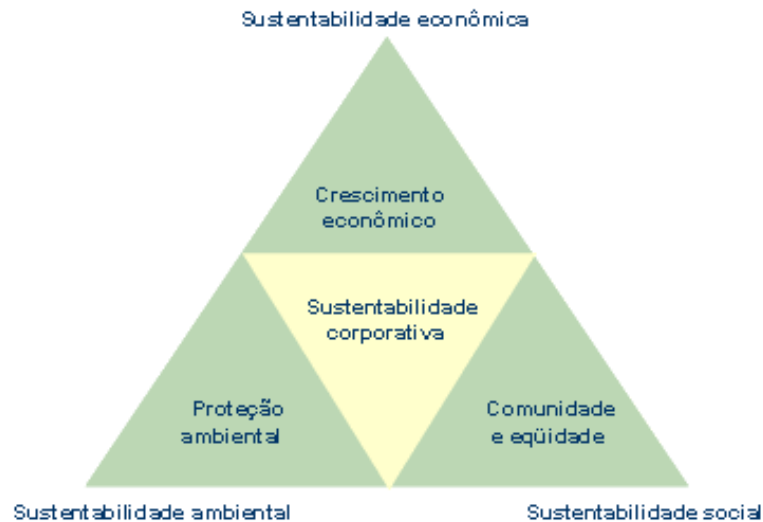 Sustentabilidade econômica
Crescimento
econômico
Sustentabilidade
corporativa
Proteção
ambiental
Comunidade
e eqüidade
Sustentabilidade ambiental
Sustentabilidade social